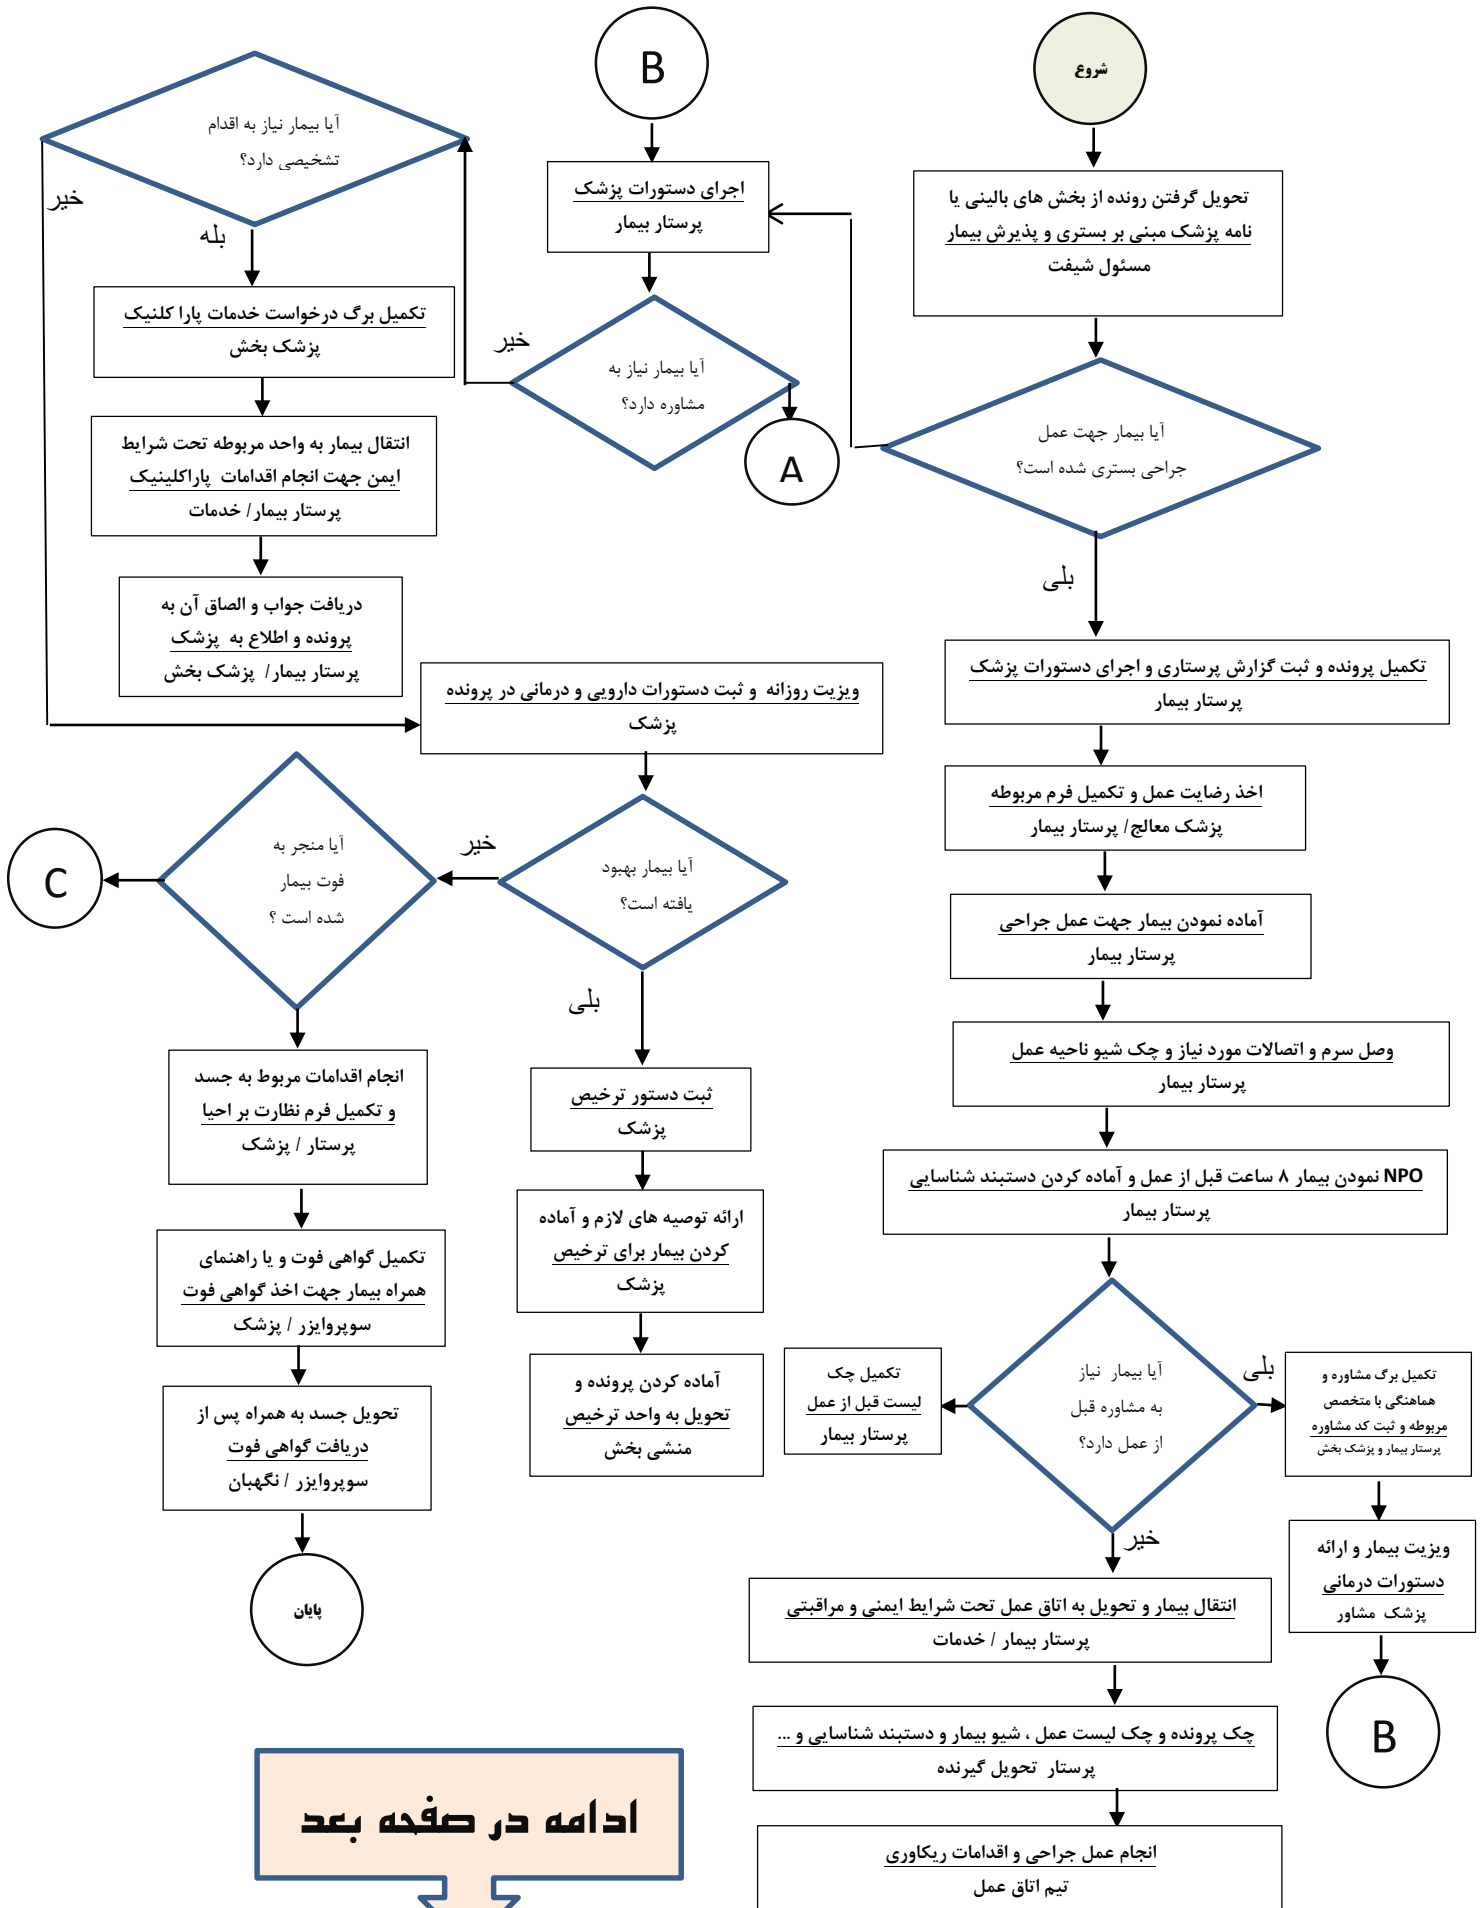 شروع
تحویل گرفتن رونده از بخش های بالینی یا
نامه پزشک مبنی بر بستری و پذیرش بیمار
مسئول شیفت
آیا بیمار جهت عمل
جراحی بستری شده است؟
بلی
تکمیل پرونده و ثبت گزارش پرستاری و اجرای دستورات پزشک
پرستار بیمار
اخذ رضایت عمل و تکمیل فرم مربوطه
پزشک معالج/ پرستار بیمار
آماده نمودن بیمار جهت عمل جراحی
پرستار بیمار
وصل سرم و اتصالات مورد نیاز و چک شیو ناحیه عمل
پرستار بیمار
NPO نمودن بیمار ۸ ساعت قبل از عمل و آماده کردن دستبند شناسایی
پرستار بیمار
آیا بیمار نیاز
به مشاوره قبل
از عمل دارد؟
بلی
تکمیل برگ مشاوره و
هماهنگی با متخصص
مربوطه و ثبت کد مشاوره
پرستار بیمار و پزشک بخش
ویزیت بیمار و ارائه
دستورات درمانی
پزشک مشاور
B
تکمیل چک
لیست قبل از عمل
پرستار بیمار
خیر
انتقال بیمار و تحویل به اتاق عمل تحت شرایط ایمنی و مراقبتی
پرستار بیمار / خدمات
چک پرونده و چک لیست عمل ، شیو بیمار و دستبند شناسایی و ...
پرستار تحویل گیرنده
انجام عمل جراحی و اقدامات ریکاوری
تیم اتاق عمل
B
اجرای دستورات پزشک
پرستار بیمار
آیا بیمار نیاز به
مشاوره دارد؟
خیر
A
آیا بیمار نیاز به اقدام
تشخیصی دارد؟
خیر
بله
تکمیل برگ درخواست خدمات پارا کلنیک
پزشک بخش
انتقال بیمار به واحد مربوطه تحت شرایط
ایمن جهت انجام اقدامات پاراکلینیک
پرستار بیمار/ خدمات
دریافت جواب و الصاق آن به
پرونده و اطلاع به پزشک
پرستار بیمار/ پزشک بخش
ویزیت روزانه و ثبت دستورات دارویی و درمانی در پرونده
پزشک
آیا بیمار بهبود
یافته است؟
خیر
بلی
ثبت دستور ترخیص
پزشک
ارائه توصیه های لازم و آماده
کردن بیمار برای ترخیص
پزشک
آماده کردن پرونده و
تحویل به واحد ترخیص
منشی بخش
آیا منجر به
فوت بیمار
شده است ؟
C
انجام اقدامات مربوط به جسد
و تکمیل فرم نظارت بر احیا
پرستار / پزشک
تکمیل گواهی فوت و یا راهنمای
همراه بیمار جهت اخذ گواهی فوت
سوپروایزر / پزشک
تحویل جسد به همراه پس از
دریافت گواهی فوت
سوپروایزر / نگهبان
پایان
ادامه در صفحه بعد